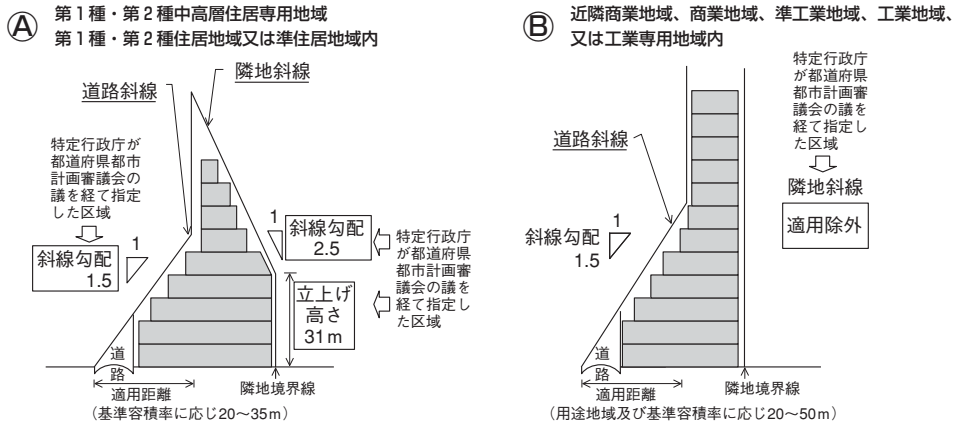 Ⓐ 第１種・第２種中高層住居専用地域
第１種・第２種住居地域又は準住居地域内
道路斜線
隣地斜線
特定行政庁が
都道府県都市
計画審議会の
議を経て指定
した区域
1
斜線勾配
1.5
1
斜線勾配
2.5
特定行政庁
が都道府県
都市計画審
議会の議を
経て指定し
た区域
立上げ
高さ
31m
道
路
適用距離
隣地境界線
（基準容積率に応じ20〜35m）
Ⓑ 近隣商業地域、商業地域、準工業地域、工業地域、
又は工業専用地域内
特定行政庁
が都道府県
都市計画審
議会の議を
経て指定し
た区域
隣地斜線
適用除外
道路斜線
1
斜線勾配
1.5
道
路
適用距離
隣地境界線
（用途地域及び基準容積率に応じ20〜50m）